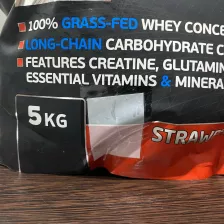 100% GRASS-FED WHEY CONCE
LONG-CHAIN CARBOHYDRATE C
FEATURES CREATINE, GLUTAMIN
ESSENTIAL VITAMINS & MINERA
5KG
STRAW